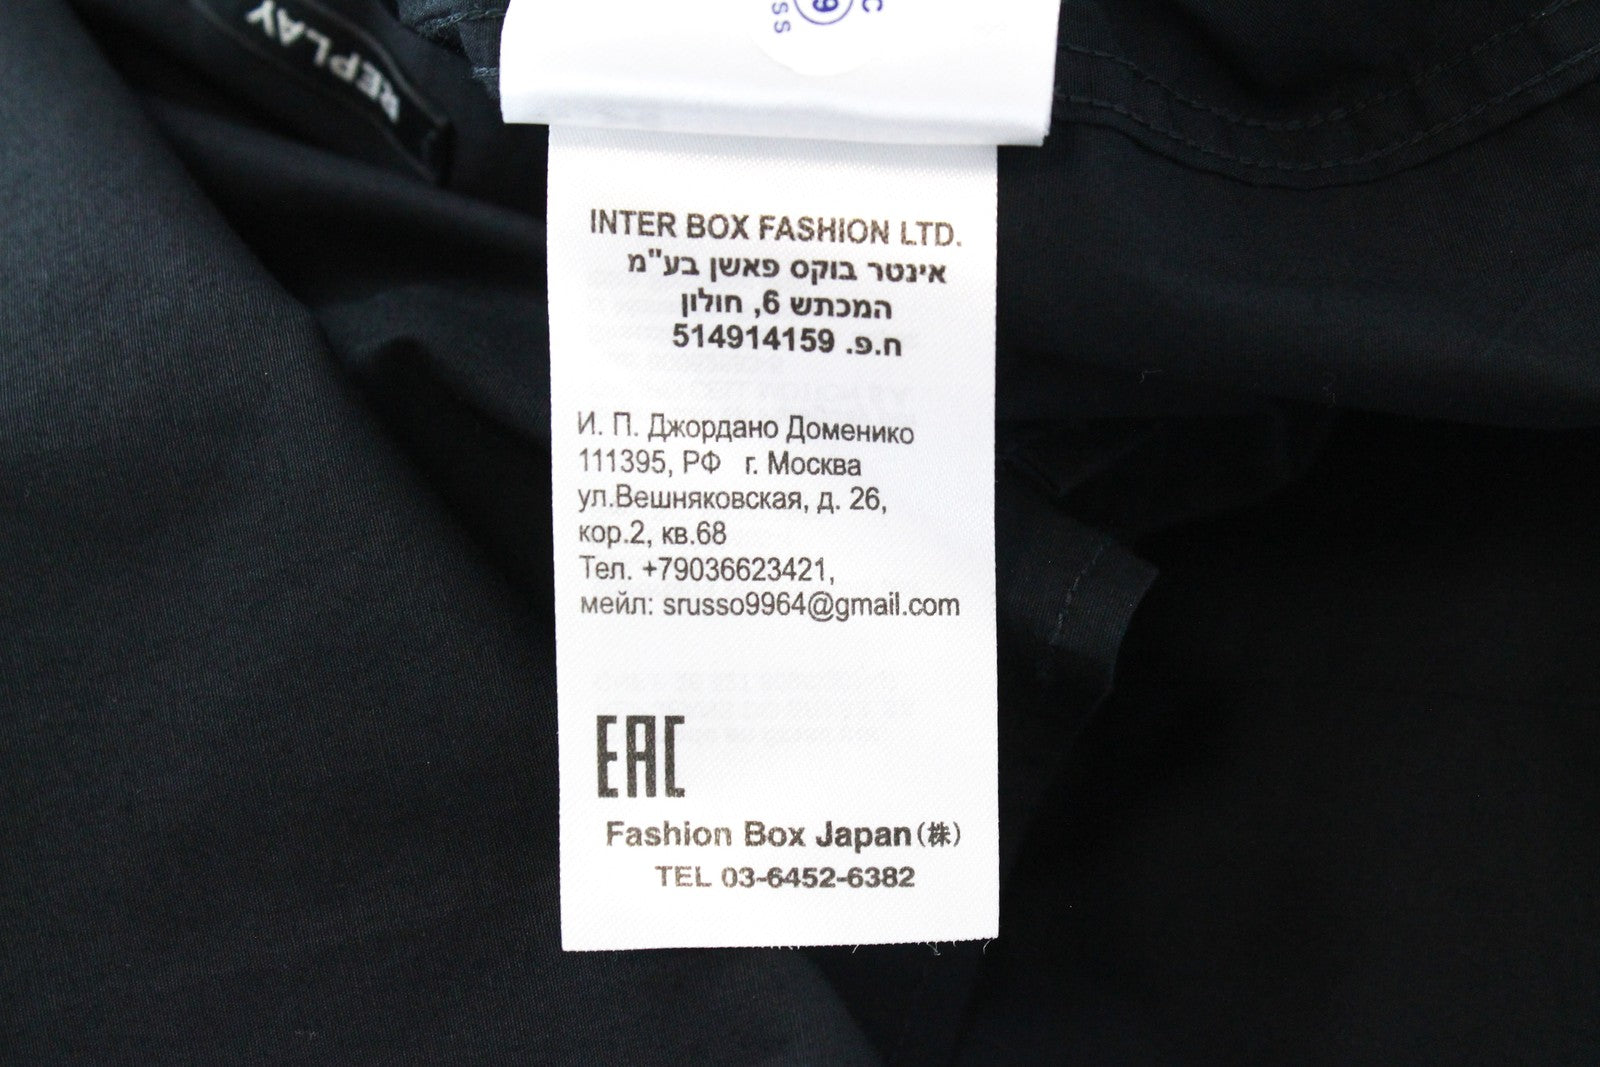 REPLAY
C
9
SS
INTER BOX FASHION LTD.
אינטר בוקס פאשן בע"מ
המכתש 6, חולון
ח.פ. 514914159
И. П. Джордано Доменико
111395, РФ г. Москва
ул.Вешняковская, д. 26,
кор.2, кв.68
Тел. +79036623421,
мейл: srusso9964@gmail.com
EAC
Fashion Box Japan(株)
TEL 03-6452-6382